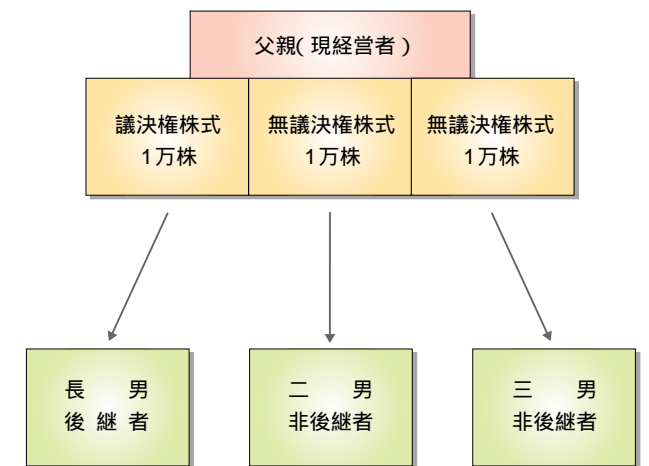 父親(現経営者)
議決権株式
1万株
無議決権株式
1万株
無議決権株式
1万株
長　男
後 継 者
二　男
非後継者
三　男
非後継者